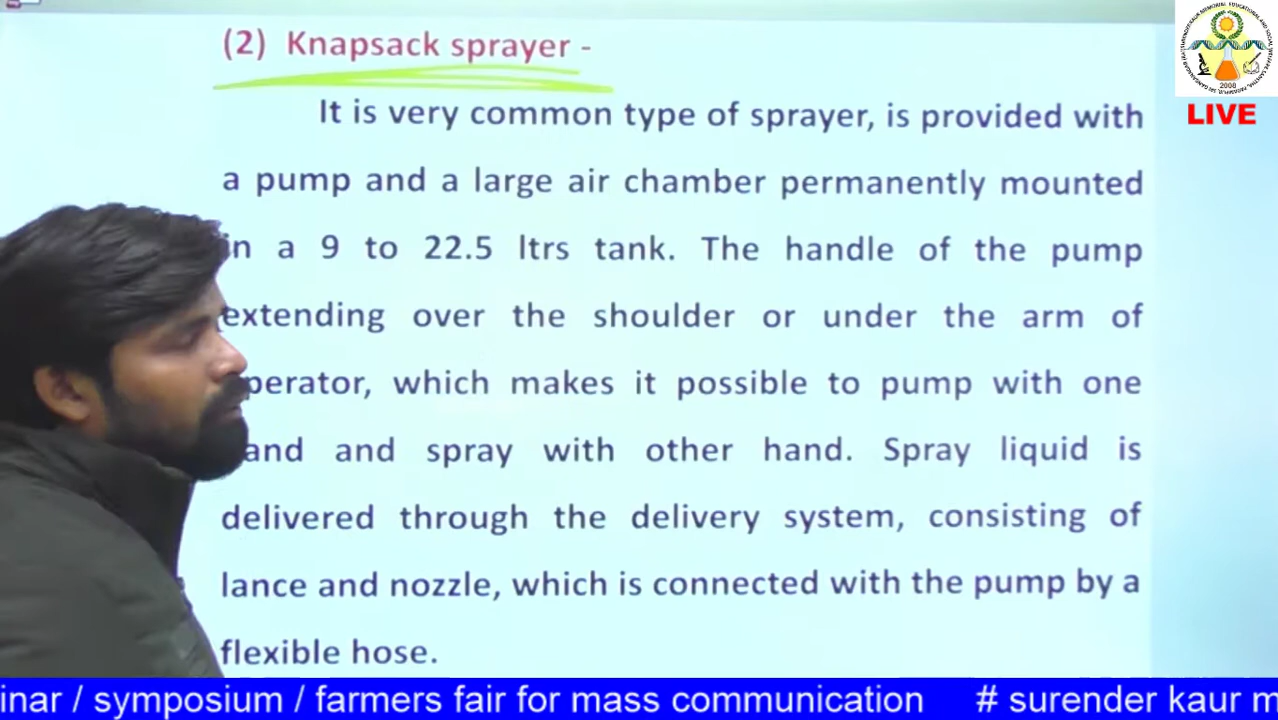 (2) Knapsack sprayer -
It is very common type of sprayer, is provided with
a pump and a large air chamber permanently mounted
in a 9 to 22.5 ltrs tank. The handle of the pump
extending over the shoulder or under the arm of
perator, which makes it possible to pump with one
and and spray with other hand. Spray liquid is
delivered through the delivery system, consisting of
lance and nozzle, which is connected with the pump by a
flexible hose.
2008
LIVE
inar / symposium / farmers fair for mass communication # surender kaur m